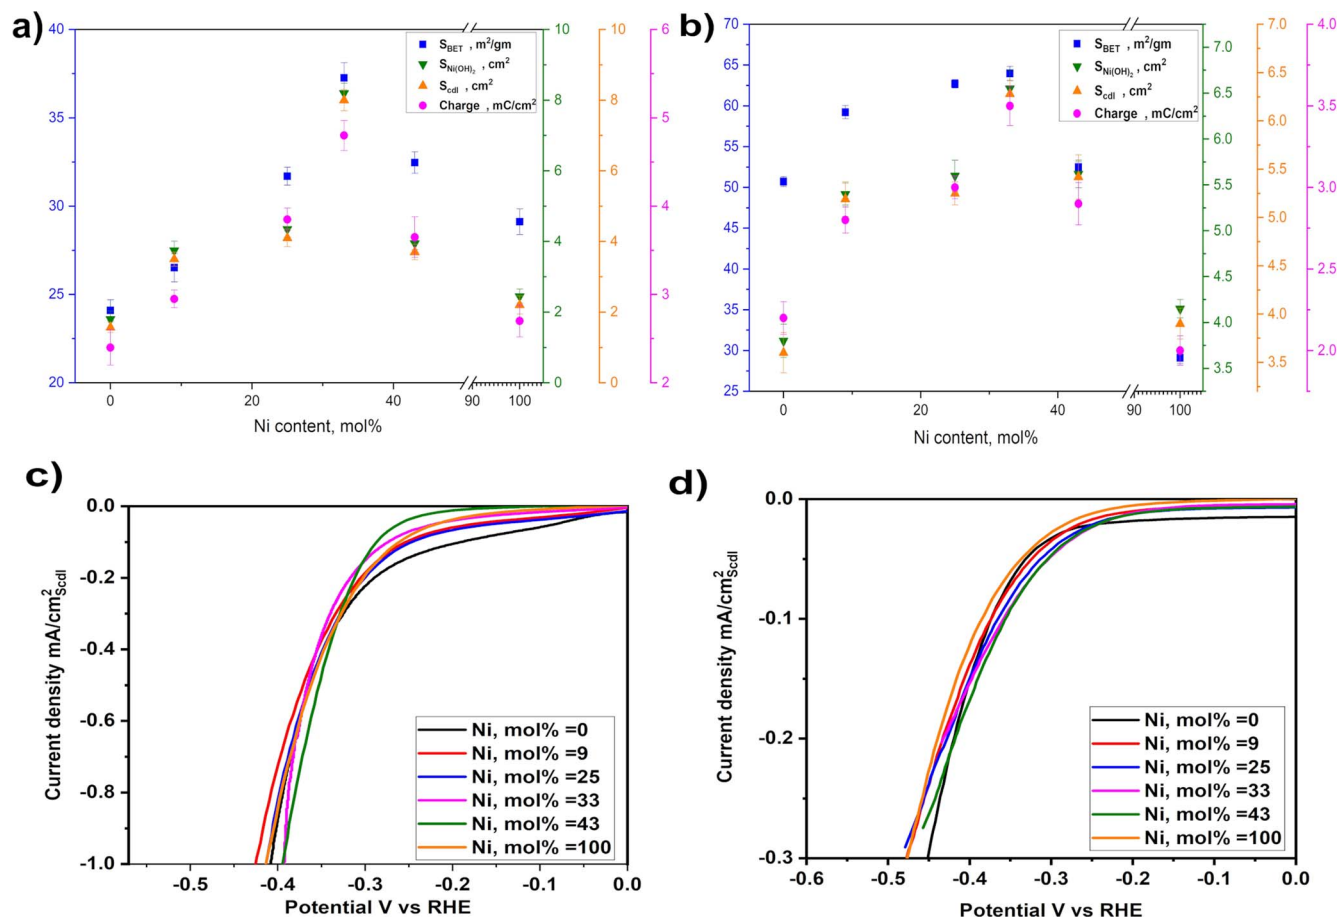 a)
40
35
30
25
20
0
20
40
90
100
Ni content, mol%
10
8
6
4
2
0
10
8
6
4
2
0
6
5
4
3
2
S_BET , m²/gm
S_Ni(OH)₂ , cm²
S_cdl , cm²
Charge , mC/cm²
b)
70
65
60
55
50
45
40
35
30
25
0
20
40
90
100
Ni content, mol%
7.0
6.5
6.0
5.5
5.0
4.5
4.0
3.5
7.0
6.5
6.0
5.5
5.0
4.5
4.0
3.5
4.0
3.5
3.0
2.5
2.0
S_BET , m²/gm
S_Ni(OH)₂ , cm²
S_cdl , cm²
Charge , mC/cm²
c)
Current density mA/cm²_Scdl
0.0
-0.2
-0.4
-0.6
-0.8
-1.0
-0.5
-0.4
-0.3
-0.2
-0.1
0.0
Potential V vs RHE
Ni, mol% =0
Ni, mol% =9
Ni, mol% =25
Ni, mol% =33
Ni, mol% =43
Ni, mol% =100
d)
Current density mA/cm²_Scdl
0.0
-0.1
-0.2
-0.3
-0.6
-0.5
-0.4
-0.3
-0.2
-0.1
0.0
Potential V vs RHE
Ni, mol% =0
Ni, mol% =9
Ni, mol% =25
Ni, mol% =33
Ni, mol% =43
Ni, mol% =100